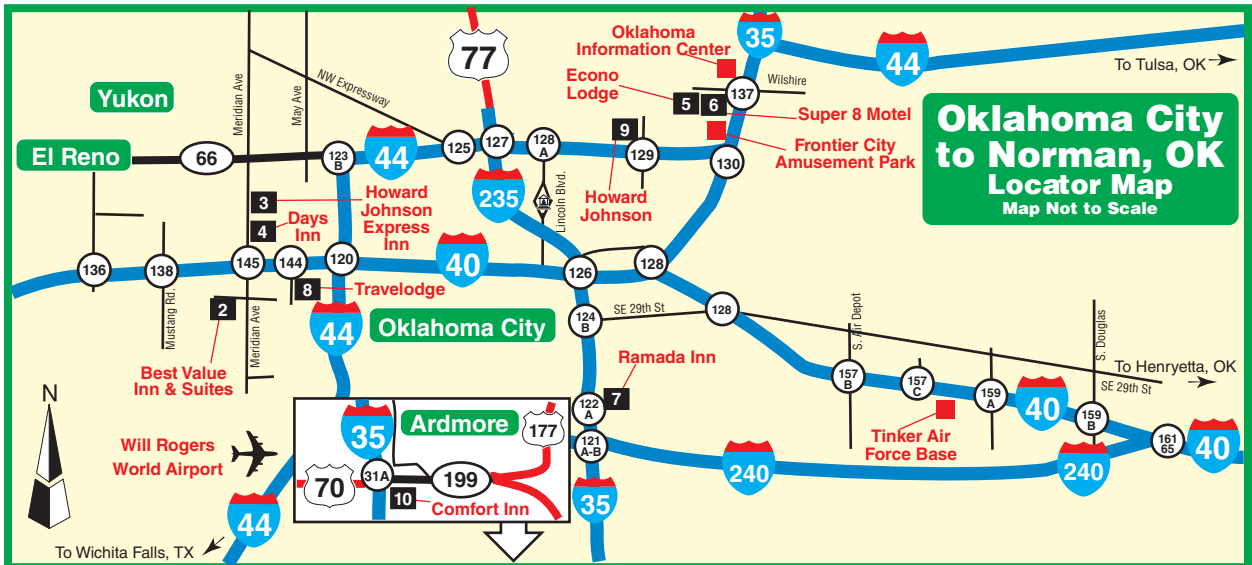 Oklahoma City
to Norman, OK
Locator Map
Map Not to Scale
Yukon
El Reno
66
Meridian Ave
May Ave
NW Expressway
77
Oklahoma
Information Center
35
44
To Tulsa, OK
Econo
Lodge
5
6
137
Wilshire
Super 8 Motel
Frontier City
Amusement Park
123
B
44
125
127
128
A
9
129
130
Howard
Johnson
235
Lincoln Blvd.
3
Howard
Johnson
Express
Inn
4
Days
Inn
136
138
145
144
120
40
126
128
Mustang Rd.
2
Meridian Ave
8
Travelodge
44
Oklahoma City
124
B
SE 29th St
128
S. Air Depot
S. Douglas
To Henryetta, OK
SE 29th St
Best Value
Inn & Suites
Ramada Inn
7
122
A
121
A-B
157
B
157
C
159
A
40
159
B
161
65
40
Tinker Air
Force Base
240
240
35
N
Will Rogers
World Airport
44
To Wichita Falls, TX
35
Ardmore
177
70
31A
199
10
Comfort Inn